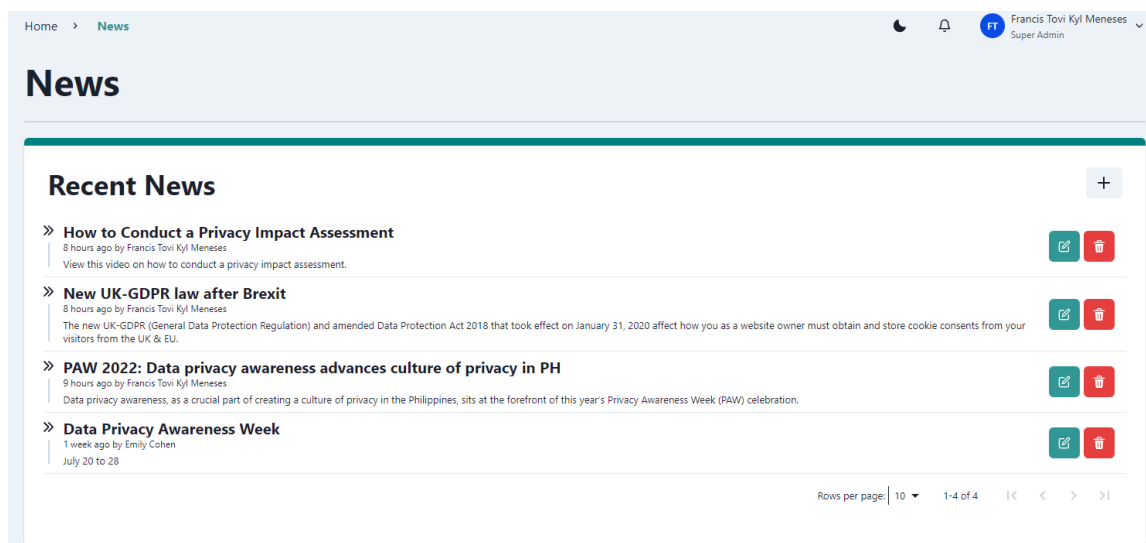 Home > News
FT
Francis Tovi Kyl Meneses
Super Admin
News
Recent News
+
How to Conduct a Privacy Impact Assessment
8 hours ago by Francis Tovi Kyl Meneses
View this video on how to conduct a privacy impact assessment.
New UK-GDPR law after Brexit
8 hours ago by Francis Tovi Kyl Meneses
The new UK-GDPR (General Data Protection Regulation) and amended Data Protection Act 2018 that took effect on January 31, 2020 affect how you as a website owner must obtain and store cookie consents from your
visitors from the UK & EU.
PAW 2022: Data privacy awareness advances culture of privacy in PH
9 hours ago by Francis Tovi Kyl Meneses
Data privacy awareness, as a crucial part of creating a culture of privacy in the Philippines, sits at the forefront of this year's Privacy Awareness Week (PAW) celebration.
Data Privacy Awareness Week
1 week ago by Emily Cohen
July 20 to 28
Rows per page: 10 1-4 of 4